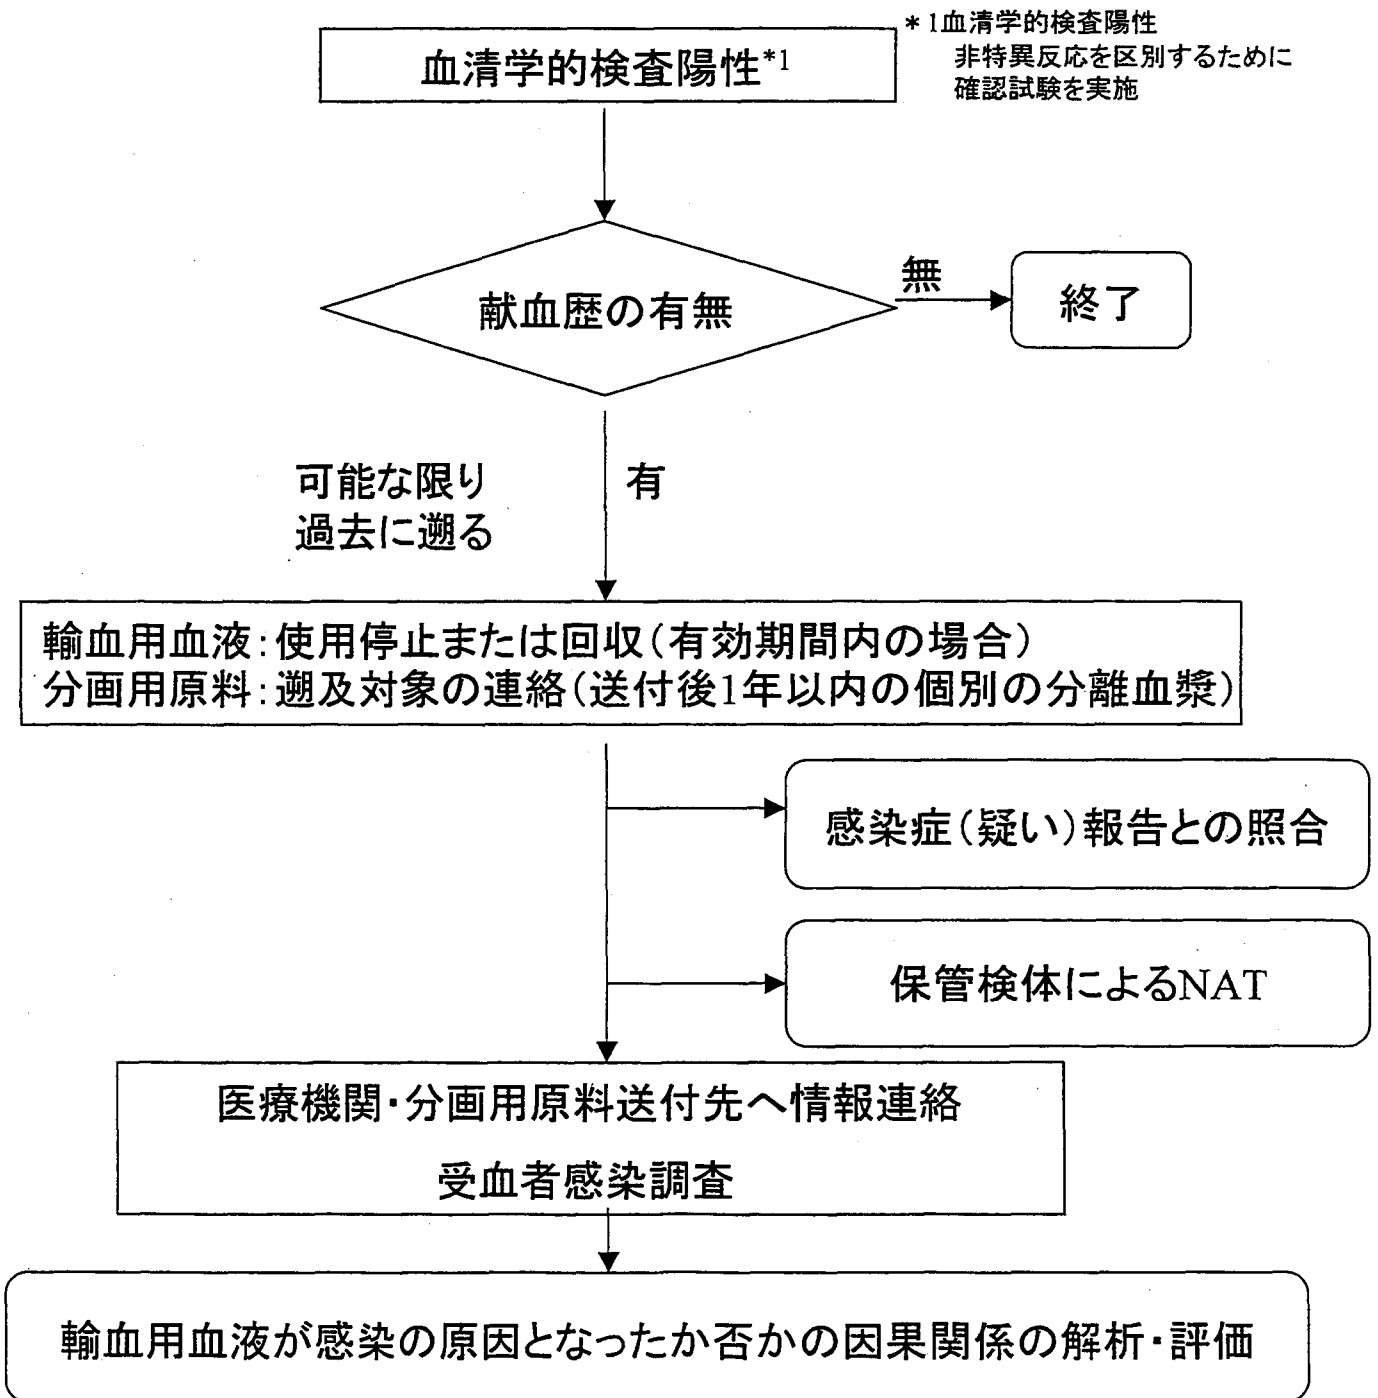 血清学的検査陽性*1
＊1血清学的検査陽性
非特異反応を区別するために
確認試験を実施
献血歴の有無
無
終了
可能な限り
過去に遡る
有
輸血用血液:使用停止または回収(有効期間内の場合)
分画用原料:遡及対象の連絡(送付後1年以内の個別の分離血漿)
感染症(疑い)報告との照合
保管検体によるNAT
医療機関・分画用原料送付先へ情報連絡
受血者感染調査
輸血用血液が感染の原因となったか否かの因果関係の解析・評価